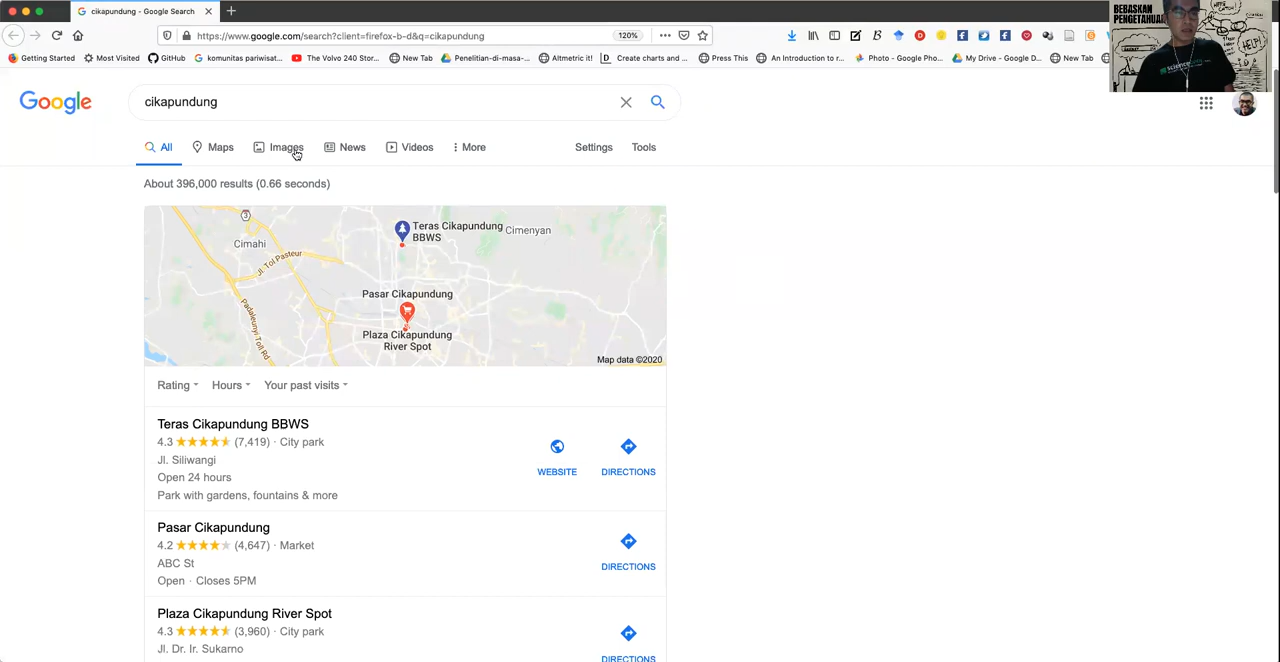 cikapundung - Google Search
https://www.google.com/search?client=firefox-b-d&q=cikapundung
120%
Getting Started
Most Visited
GitHub
komunitas pariwisat...
The Volvo 240 Stor...
New Tab
Penelitian-di-masa-...
Altmetric it!
Create charts and ...
Press This
An Introduction to r...
Photo - Google Pho...
My Drive - Google D...
New Tab
BEBASKAN
PENGETAHUAN
HELP!
Google
cikapundung
All
Maps
Images
News
Videos
More
Settings
Tools
About 396,000 results (0.66 seconds)
3
Cimahi
Teras Cikapundung
BBWS
Cimenyan
Jl. Tol Pasteur
Padaleunyi Toll Rd
Pasar Cikapundung
Plaza Cikapundung
River Spot
Map data ©2020
Rating
Hours
Your past visits
Teras Cikapundung BBWS
4.3 (7,419) · City park
Jl. Siliwangi
Open 24 hours
Park with gardens, fountains & more
WEBSITE
DIRECTIONS
Pasar Cikapundung
4.2 (4,647) · Market
ABC St
Open · Closes 5PM
DIRECTIONS
Plaza Cikapundung River Spot
4.3 (3,960) · City park
Jl. Dr. Ir. Sukarno
DIRECTIONS